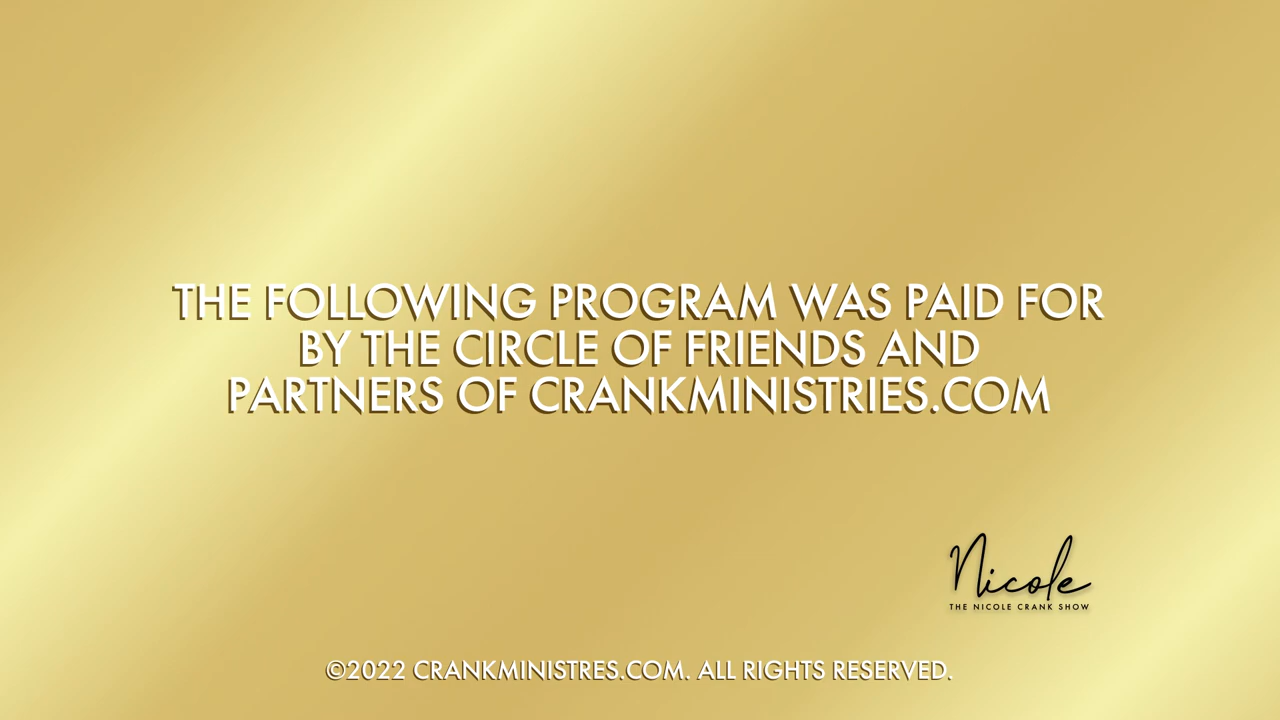 THE FOLLOWING PROGRAM WAS PAID FOR
BY THE CIRCLE OF FRIENDS AND
PARTNERS OF CRANKMINISTRIES.COM
Nicole
THE NICOLE CRANK SHOW
©2022 CRANKMINISTRES.COM. ALL RIGHTS RESERVED.